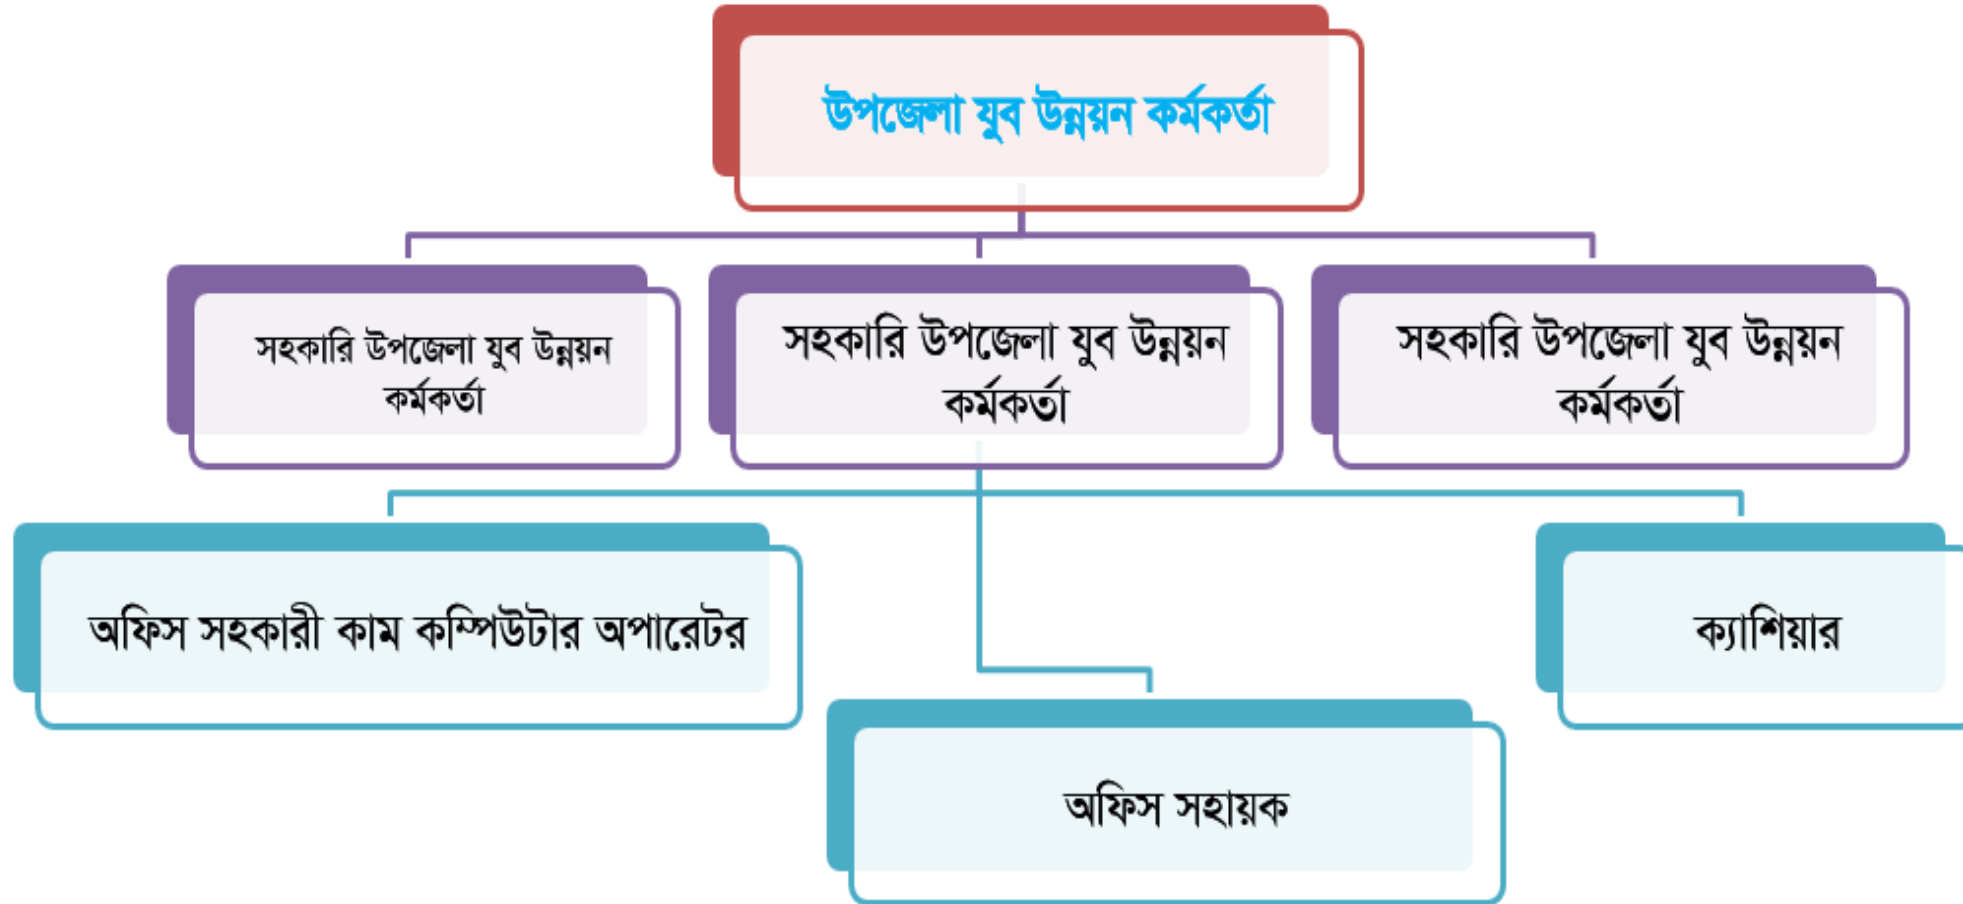 উপজেলা যুব উন্নয়ন কর্মকর্তা
সহকারি উপজেলা যুব উন্নয়ন
কর্মকর্তা
সহকারি উপজেলা যুব উন্নয়ন
কর্মকর্তা
সহকারি উপজেলা যুব উন্নয়ন
কর্মকর্তা
অফিস সহকারী কাম কম্পিউটার অপারেটর
ক্যাশিয়ার
অফিস সহায়ক